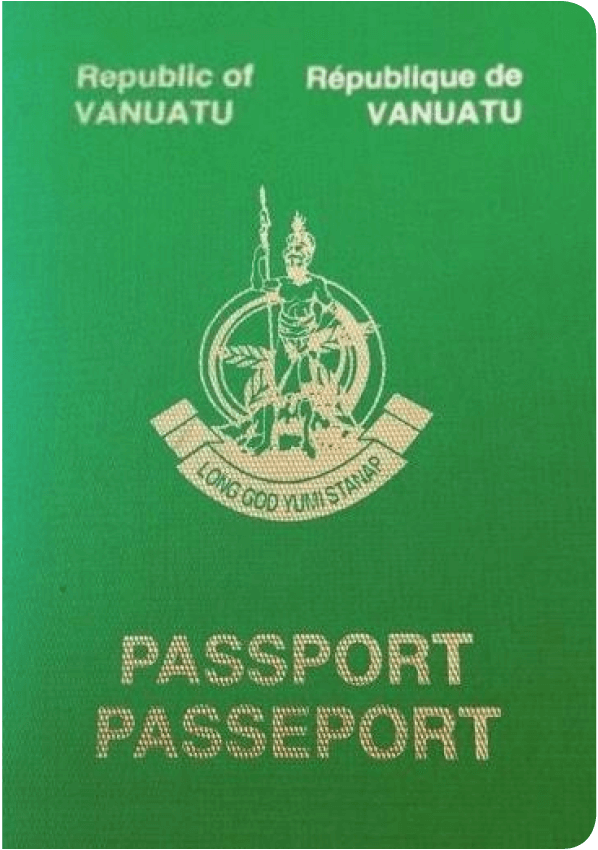 Republic of
VANUATU
République de
VANUATU
LONG GOD YUMI STANAP
PASSPORT
PASSEPORT